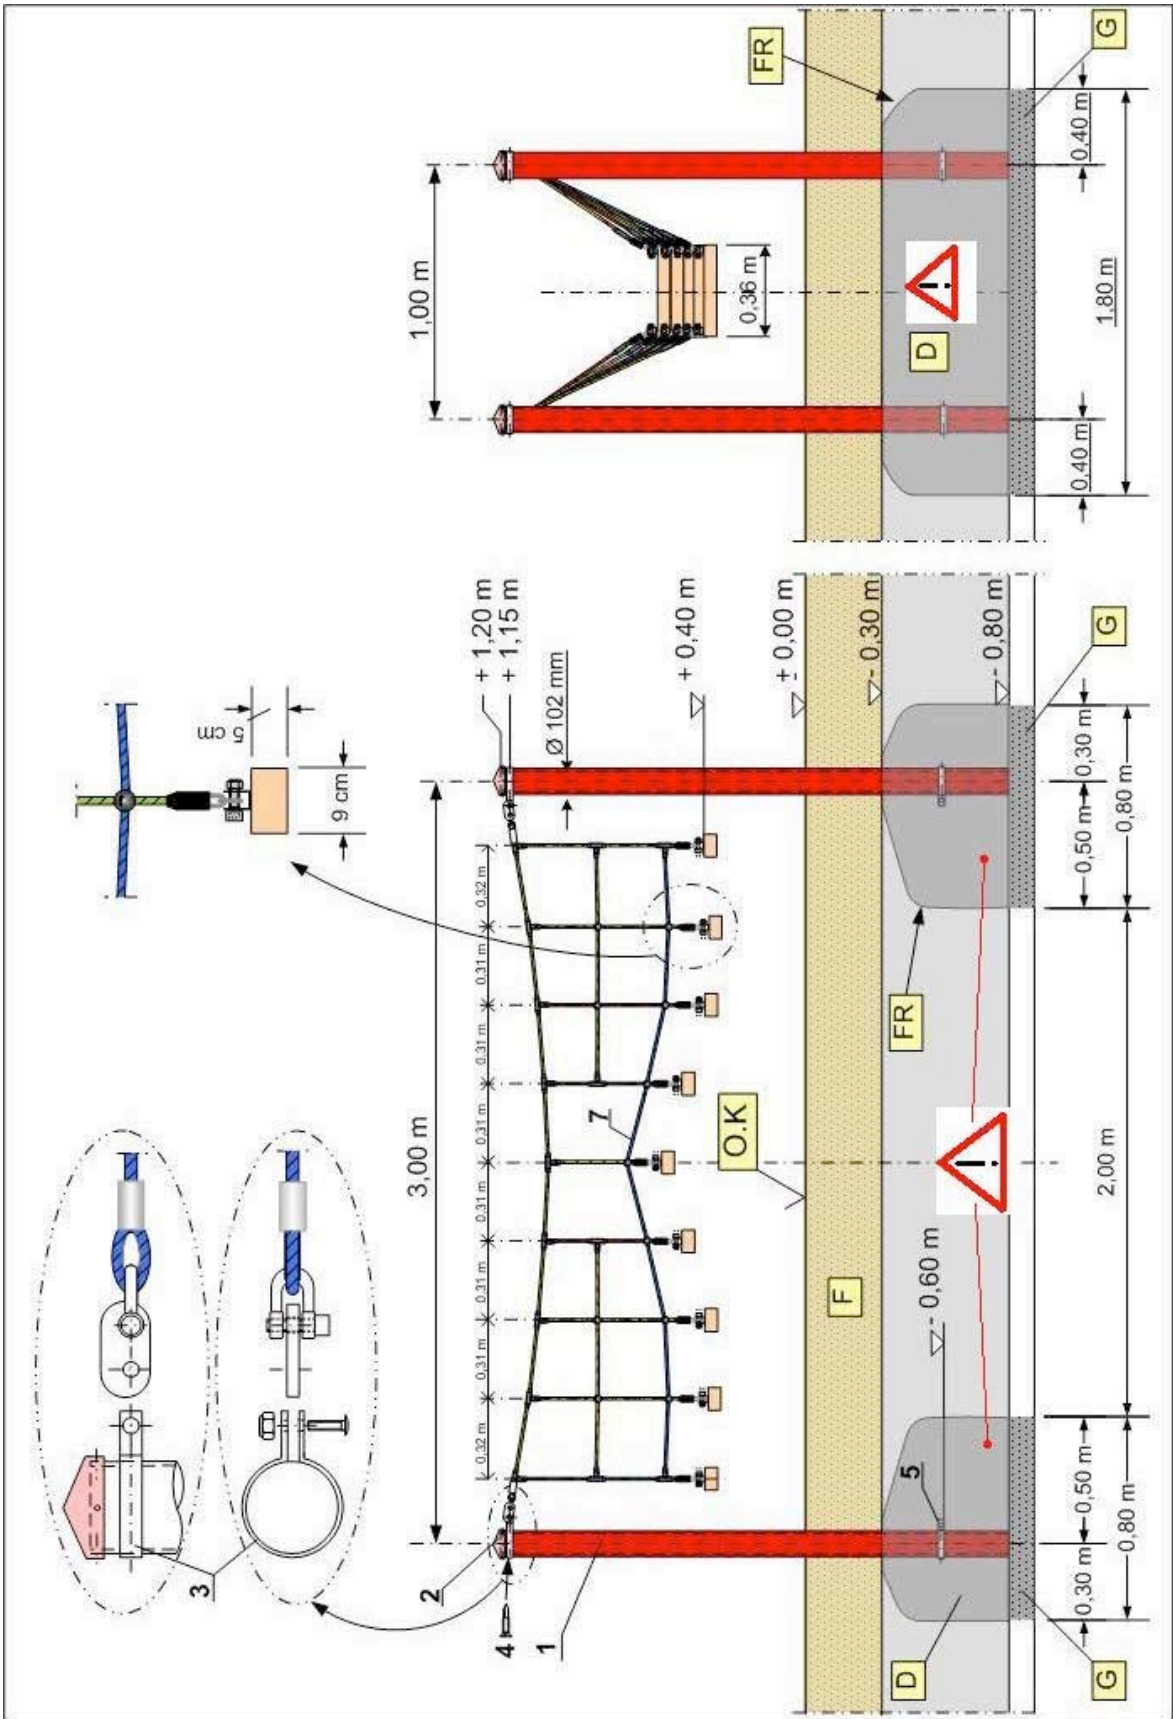 3
5 cm
9 cm
3,00 m
1,00 m
2
0,32 m
0,31 m
0,31 m
0,31 m
0,31 m
0,31 m
0,31 m
0,32 m
+ 1,20 m
4
+ 1,15 m
1
Ø 102 mm
7
+ 0,40 m
O.K
0,36 m
FR
+ 0,00 m
F
- 0,30 m
D
5
- 0,60 m
FR
D
!
!
- 0,80 m
0,30 m
0,50 m
0,50 m
0,30 m
0,40 m
0,40 m
0,80 m
2,00 m
0,80 m
1,80 m
G
G
G